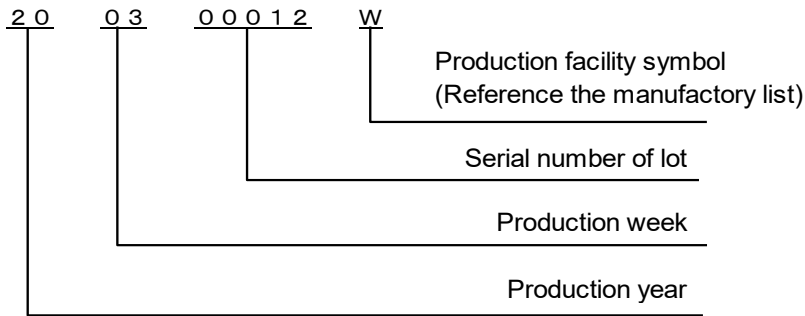 20 03 00012 W
Production facility symbol
(Reference the manufactory list)
Serial number of lot
Production week
Production year